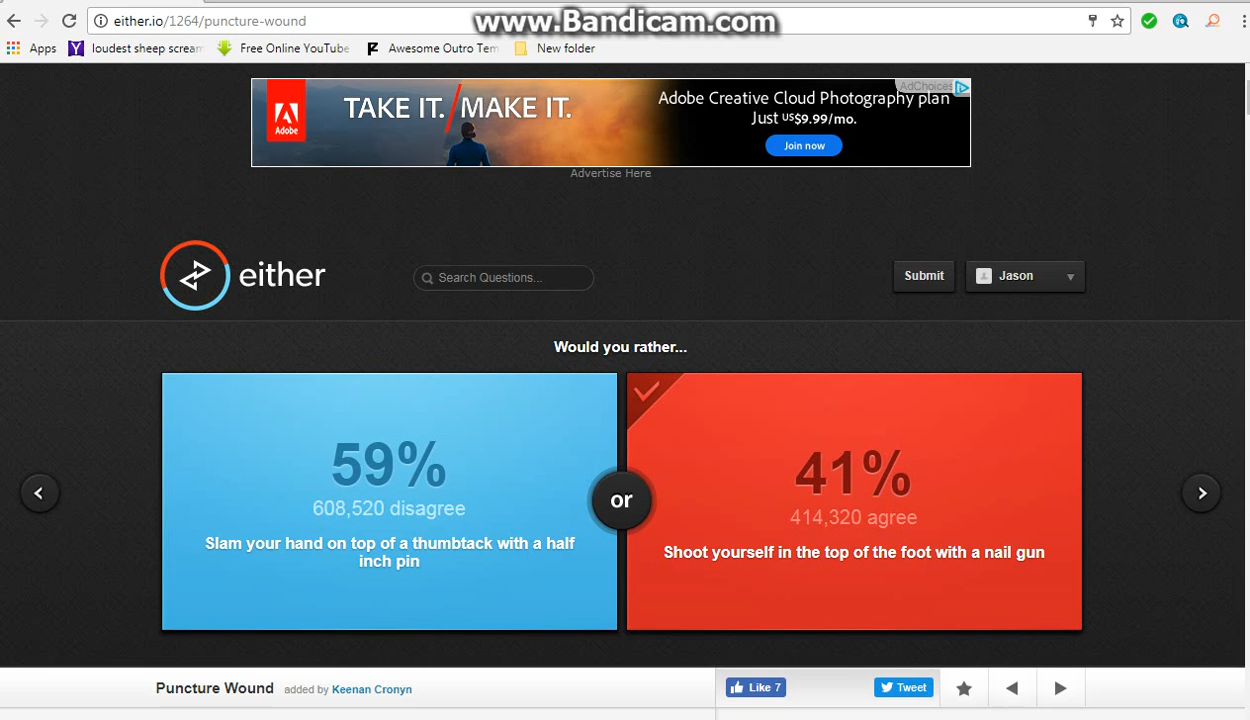 www.Bandicam.com
either.io/1264/puncture-wound
Apps
loudest sheep scream
Free Online YouTube
Awesome Outro Tem
New folder
Adobe
TAKE IT. / MAKE IT.
Adobe Creative Cloud Photography plan
Just US$9.99/mo.
Join now
AdChoices
Advertise Here
either
Search Questions...
Submit
Jason
Would you rather...
59%
608,520 disagree
Slam your hand on top of a thumbtack with a half
inch pin
or
41%
414,320 agree
Shoot yourself in the top of the foot with a nail gun
Puncture Wound added by Keenan Cronyn
Like 7
Tweet